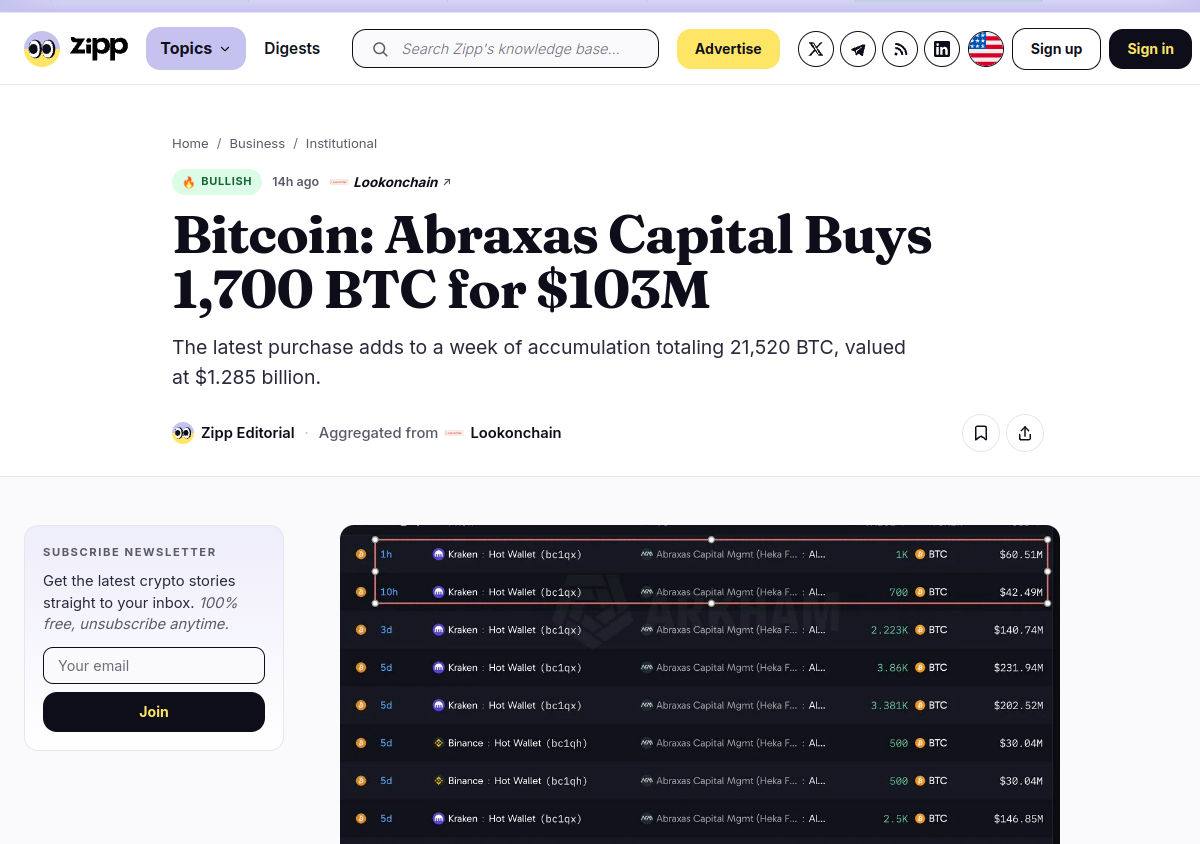 zipp
Topics
Digests
Search Zipp's knowledge base...
Advertise
Sign up
Sign in
Home / Business / Institutional
BULLISH
14h ago
Lookonchain ↗
Bitcoin: Abraxas Capital Buys
1,700 BTC for $103M
The latest purchase adds to a week of accumulation totaling 21,520 BTC, valued
at $1.285 billion.
Zipp Editorial · Aggregated from Lookonchain
SUBSCRIBE NEWSLETTER
Get the latest crypto stories
straight to your inbox. 100%
free, unsubscribe anytime.
Your email
Join
1h Kraken : Hot Wallet (bc1qx) Abraxas Capital Mgmt (Heka F... : Al... 1K BTC $60.51M
10h Kraken : Hot Wallet (bc1qx) Abraxas Capital Mgmt (Heka F... : Al... 700 BTC $42.49M
ARKHAM
3d Kraken : Hot Wallet (bc1qx) Abraxas Capital Mgmt (Heka F... : Al... 2.223K BTC $140.74M
5d Kraken : Hot Wallet (bc1qx) Abraxas Capital Mgmt (Heka F... : Al... 3.86K BTC $231.94M
5d Kraken : Hot Wallet (bc1qx) Abraxas Capital Mgmt (Heka F... : Al... 3.381K BTC $202.52M
5d Binance : Hot Wallet (bc1qh) Abraxas Capital Mgmt (Heka F... : Al... 500 BTC $30.04M
5d Binance : Hot Wallet (bc1qh) Abraxas Capital Mgmt (Heka F... : Al... 500 BTC $30.04M
5d Kraken : Hot Wallet (bc1qx) Abraxas Capital Mgmt (Heka F... : Al... 2.5K BTC $146.85M